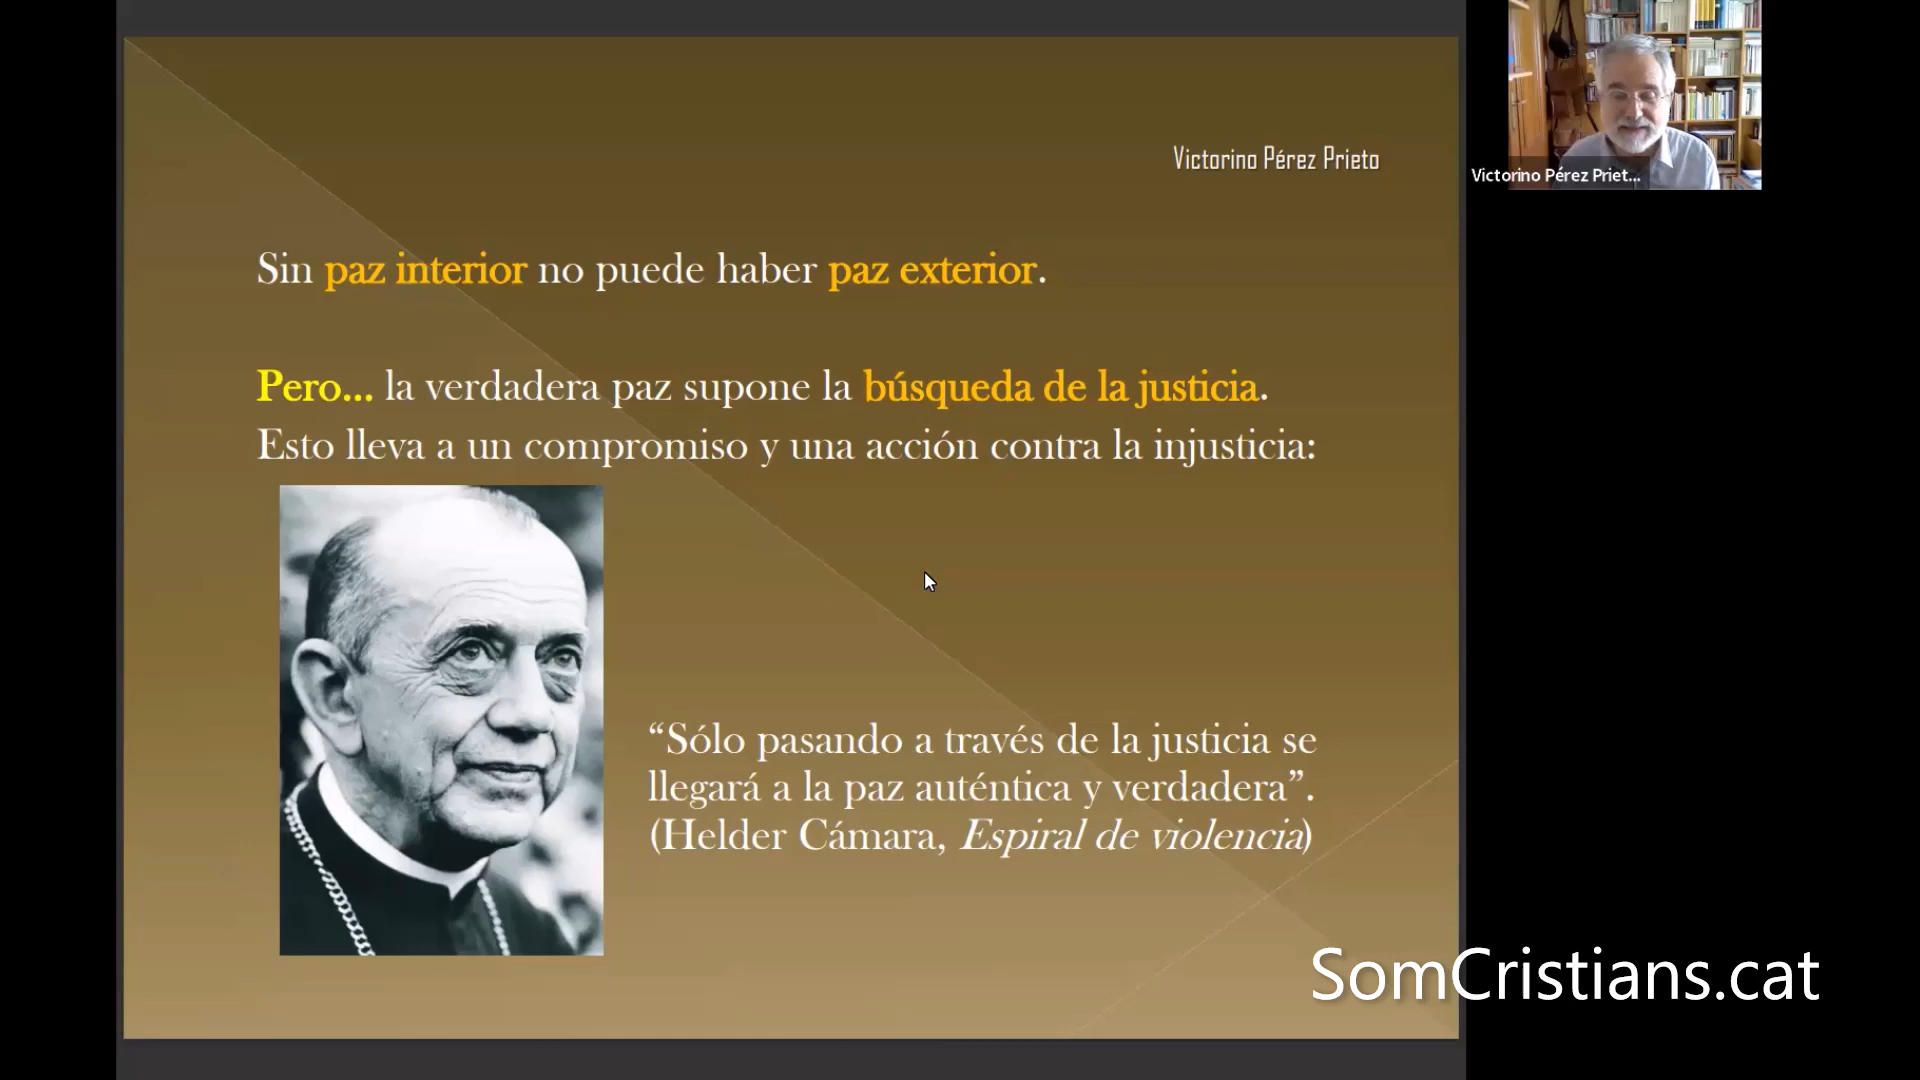 Victorino Pérez Prieto
Victorino Pérez Priet...
Sin paz interior no puede haber paz exterior.
Pero... la verdadera paz supone la búsqueda de la justicia.
Esto lleva a un compromiso y una acción contra la injusticia:
“Sólo pasando a través de la justicia se
llegará a la paz auténtica y verdadera”.
(Helder Cámara, Espiral de violencia)
SomCristians.cat